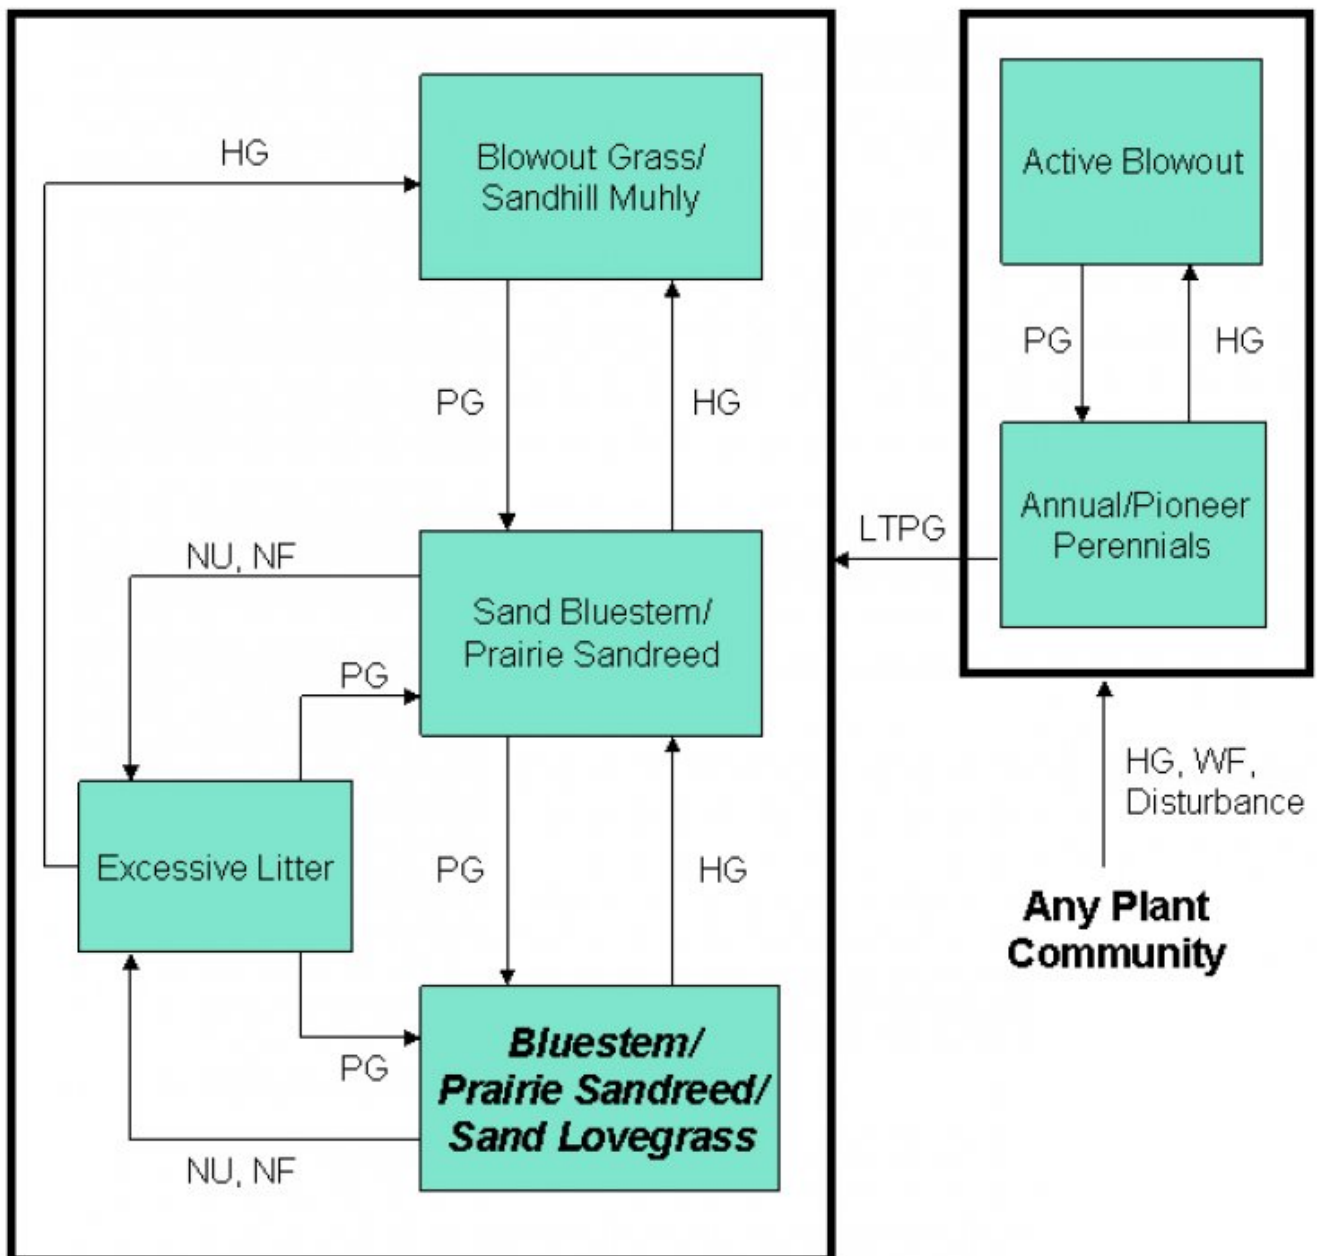 HG
Blowout Grass/
Sandhill Muhly
Active Blowout
PG
HG
PG
HG
Annual/Pioneer
Perennials
LTPG
NU, NF
Sand Bluestem/
Prairie Sandreed
PG
HG, WF,
Disturbance
Excessive Litter
PG
HG
Any Plant
Community
Bluestem/
Prairie Sandreed/
Sand Lovegrass
PG
NU, NF